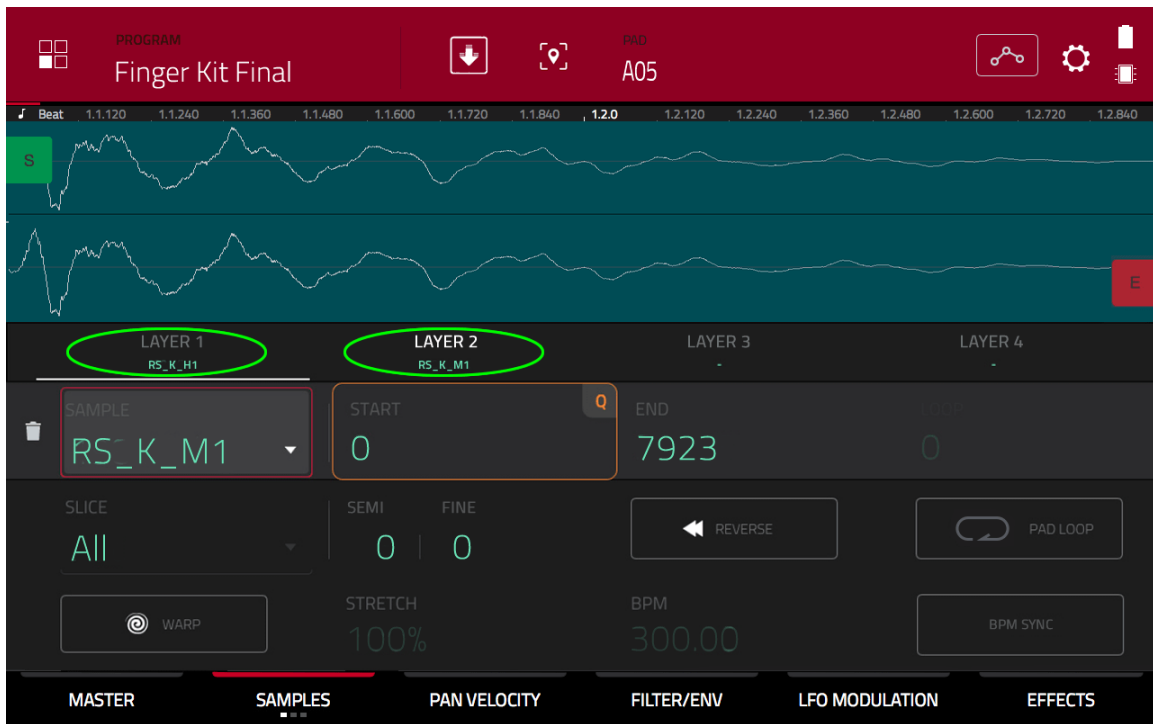 PROGRAM
Finger Kit Final
PAD
A05
Beat 1.1.120 1.1.240 1.1.360 1.1.480 1.1.600 1.1.720 1.1.840 1.2.0 1.2.120 1.2.240 1.2.360 1.2.480 1.2.600 1.2.720 1.2.840
S
E
LAYER 1 LAYER 2 LAYER 3 LAYER 4
RS_K_H1 RS_K_M1 - -
SAMPLE START Q END LOOP
RS_K_M1 0 7923 0
SLICE SEMI FINE
All 0 0 REVERSE PAD LOOP
STRETCH BPM
WARP 100% 300.00 BPM SYNC
MASTER SAMPLES PAN VELOCITY FILTER/ENV LFO MODULATION EFFECTS